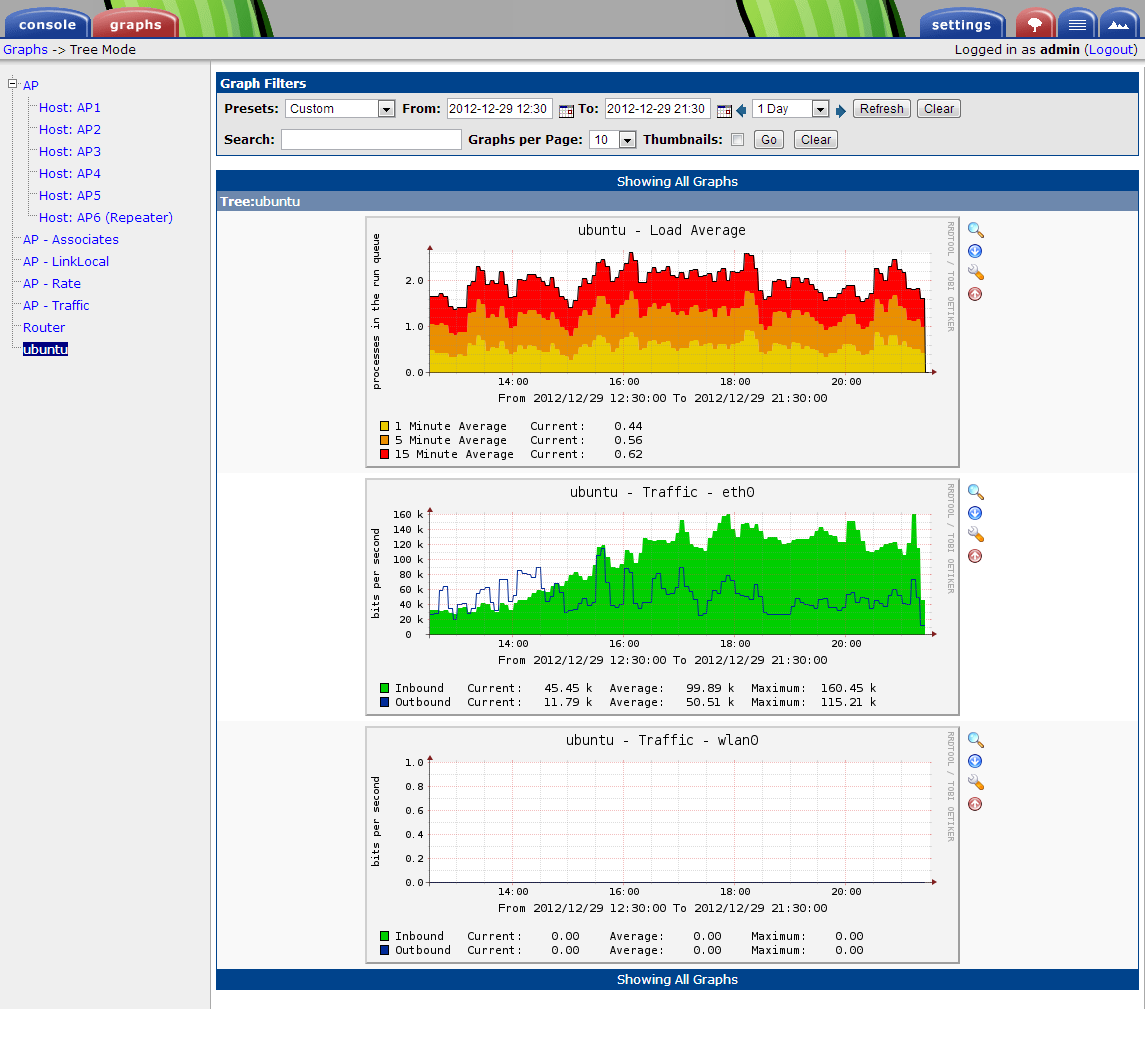 console graphs settings
Graphs -> Tree Mode Logged in as admin (Logout)
AP
Host: AP1
Host: AP2
Host: AP3
Host: AP4
Host: AP5
Host: AP6 (Repeater)
AP - Associates
AP - LinkLocal
AP - Rate
AP - Traffic
Router
ubuntu
Graph Filters
Presets: Custom From: 2012-12-29 12:30 To: 2012-12-29 21:30 1 Day Refresh Clear
Search: Graphs per Page: 10 Thumbnails: Go Clear
Showing All Graphs
Tree:ubuntu
ubuntu - Load Average
RRDTOOL / TOBI OETIKER
processes in the run queue
2.0
1.0
0.0
14:00 16:00 18:00 20:00
From 2012/12/29 12:30:00 To 2012/12/29 21:30:00
1 Minute Average Current: 0.44
5 Minute Average Current: 0.56
15 Minute Average Current: 0.62
ubuntu - Traffic - eth0
RRDTOOL / TOBI OETIKER
bits per second
160 k
140 k
120 k
100 k
80 k
60 k
40 k
20 k
0
14:00 16:00 18:00 20:00
From 2012/12/29 12:30:00 To 2012/12/29 21:30:00
Inbound Current: 45.45 k Average: 99.89 k Maximum: 160.45 k
Outbound Current: 11.79 k Average: 50.51 k Maximum: 115.21 k
ubuntu - Traffic - wlan0
RRDTOOL / TOBI OETIKER
bits per second
1.0
0.8
0.6
0.4
0.2
0.0
14:00 16:00 18:00 20:00
From 2012/12/29 12:30:00 To 2012/12/29 21:30:00
Inbound Current: 0.00 Average: 0.00 Maximum: 0.00
Outbound Current: 0.00 Average: 0.00 Maximum: 0.00
Showing All Graphs